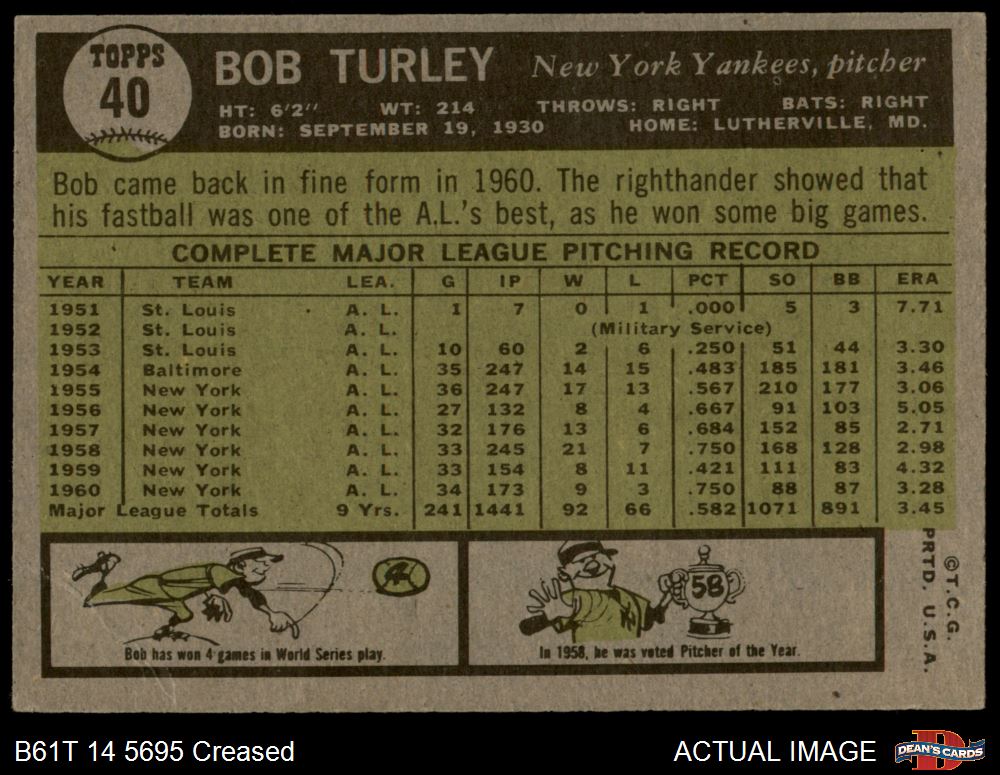 TOPPS
40
BOB TURLEY New York Yankees, pitcher
HT: 6'2" WT: 214 THROWS: RIGHT BATS: RIGHT
BORN: SEPTEMBER 19, 1930 HOME: LUTHERVILLE, MD.
Bob came back in fine form in 1960. The righthander showed that
his fastball was one of the A.L.'s best, as he won some big games.
COMPLETE MAJOR LEAGUE PITCHING RECORD
YEAR TEAM LEA. G IP W L PCT SO BB ERA
1951 St. Louis A. L. 1 7 0 1 .000 5 3 7.71
1952 St. Louis A. L. (Military Service)
1953 St. Louis A. L. 10 60 2 6 .250 51 44 3.30
1954 Baltimore A. L. 35 247 14 15 .483 185 181 3.46
1955 New York A. L. 36 247 17 13 .567 210 177 3.06
1956 New York A. L. 27 132 8 4 .667 91 103 5.05
1957 New York A. L. 32 176 13 6 .684 152 85 2.71
1958 New York A. L. 33 245 21 7 .750 168 128 2.98
1959 New York A. L. 33 154 8 11 .421 111 83 4.32
1960 New York A. L. 34 173 9 3 .750 88 87 3.28
Major League Totals 9 Yrs. 241 1441 92 66 .582 1071 891 3.45
4
Bob has won 4 games in World Series play.
58
In 1958, he was voted Pitcher of the Year.
©T.C.G.
PRTD. U.S.A.
B61T 14 5695 Creased
ACTUAL IMAGE
DEAN'S CARDS